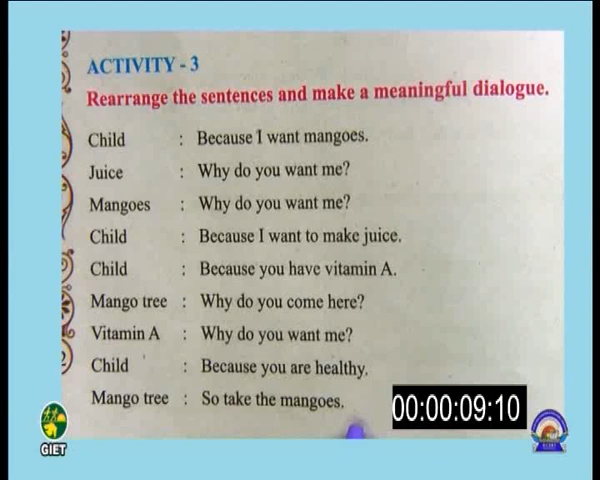 ACTIVITY - 3
Rearrange the sentences and make a meaningful dialogue.
Child : Because I want mangoes.
Juice : Why do you want me?
Mangoes : Why do you want me?
Child : Because I want to make juice.
Child : Because you have vitamin A.
Mango tree : Why do you come here?
Vitamin A : Why do you want me?
Child : Because you are healthy.
Mango tree : So take the mangoes.
00:00:09:10
GIET